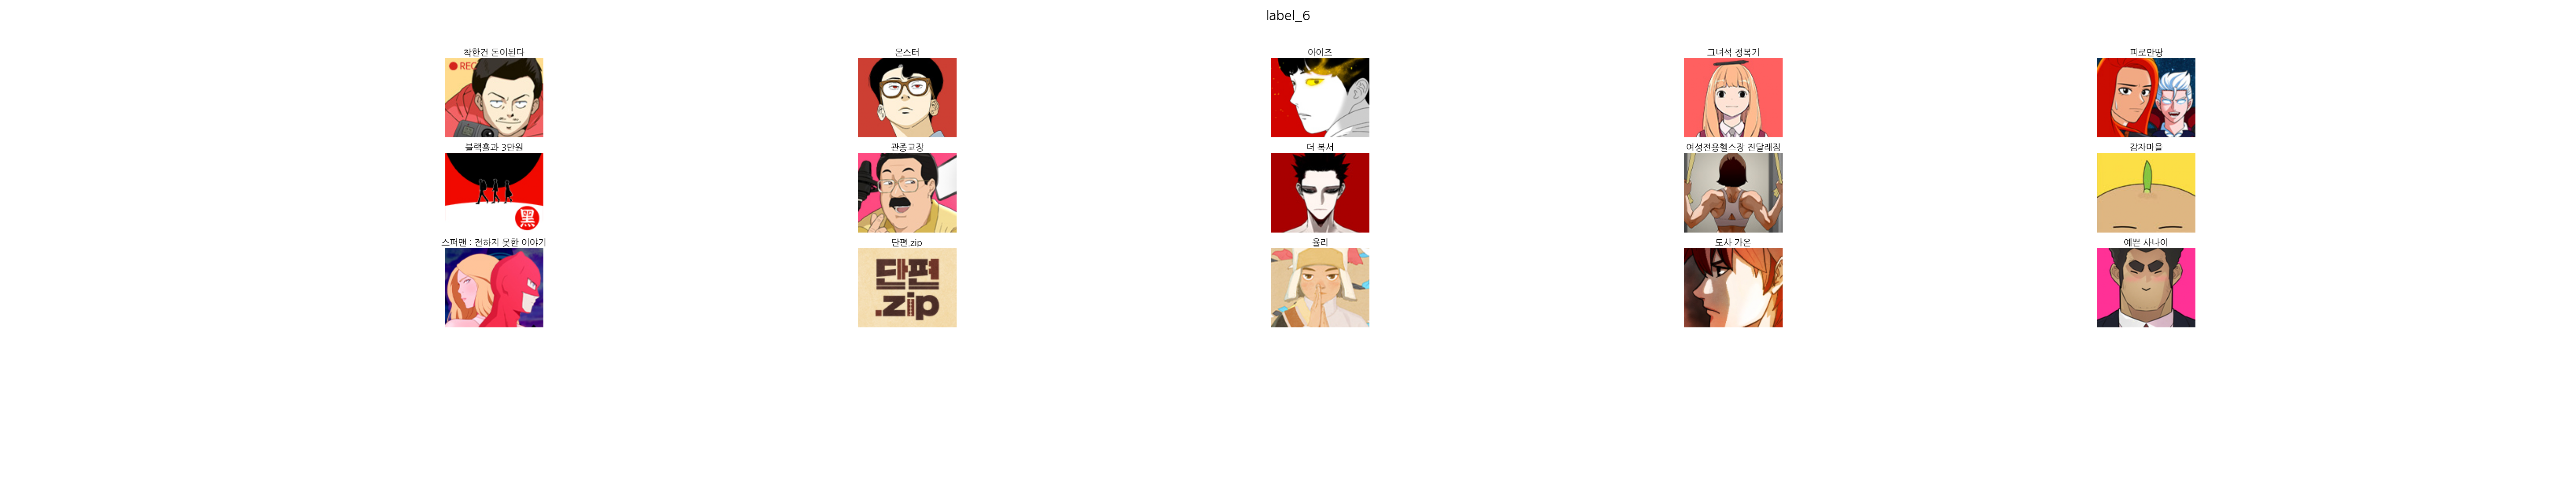 label_6
착한건 돈이된다
몬스터
아이즈
그녀석 정복기
피로만땅
REC
블랙홀과 3만원
관종교장
더 복서
여성전용헬스장 진달래짐
감자마을
黑
스퍼맨 : 전하지 못한 이야기
단편.zip
율리
도사 가온
예쁜 사나이
단편
.zip